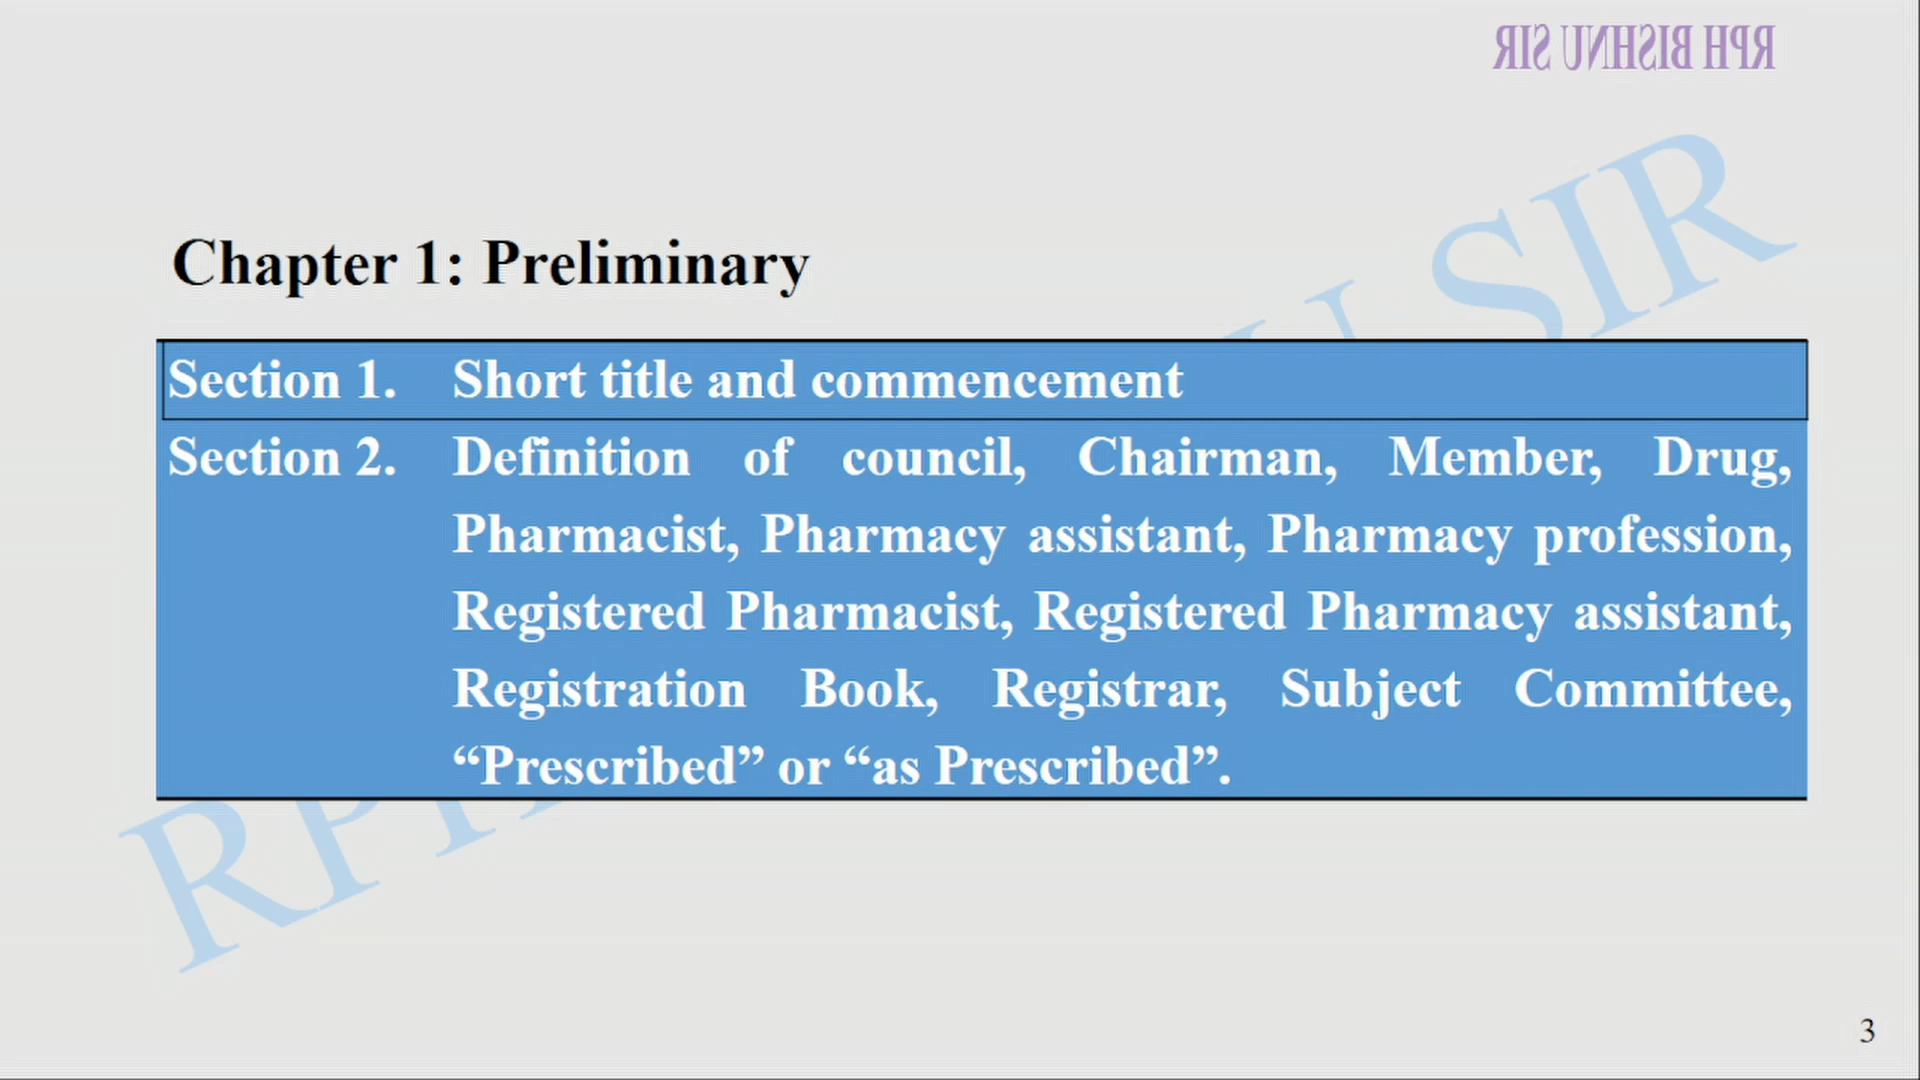 RPH BISHNU SIR
Chapter 1: Preliminary
Section 1. Short title and commencement
Section 2. Definition of council, Chairman, Member, Drug,
Pharmacist, Pharmacy assistant, Pharmacy profession,
Registered Pharmacist, Registered Pharmacy assistant,
Registration Book, Registrar, Subject Committee,
“Prescribed” or “as Prescribed”.
SIR
3